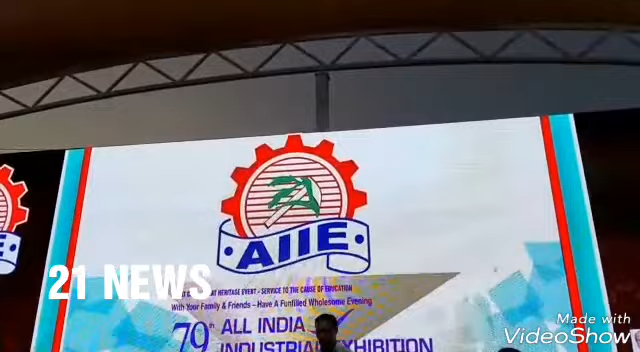 AIIE
21 NEWS
HERITAGE EVENT - SERVICE TO THE CAUSE OF EDUCATION
With Your Family & Friends - Have A Funfilled Wholesome Evening
79th ALL INDIA
INDUSTRIAL EXHIBITION
Made with
VideoShow